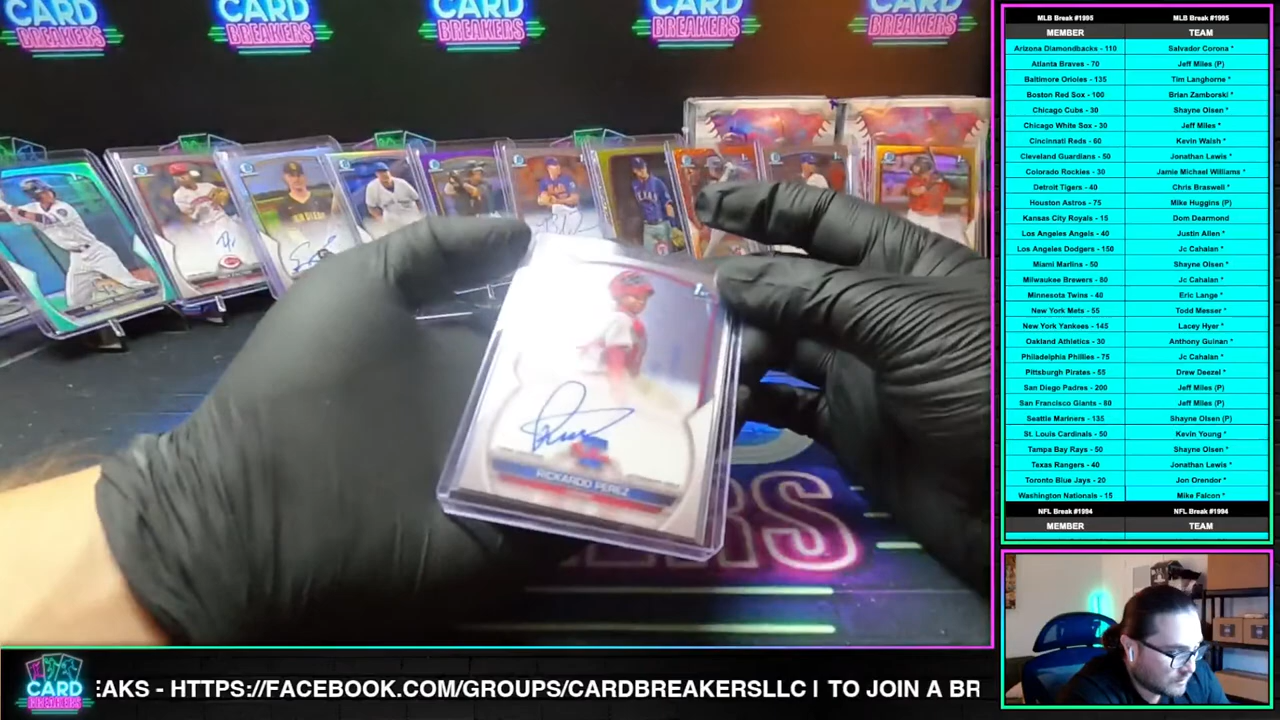 CARD
BREAKERS
CARD
BREAKERS
CARD
BREAKERS
CARD
BREAKERS
CARD
BREAKERS
1st
RICKARDO PEREZ
ERS
MLB Break #1995 MLB Break #1995
MEMBER TEAM
Arizona Diamondbacks - 110 Salvador Corona *
Atlanta Braves - 70 Jeff Miles (P)
Baltimore Orioles - 135 Tim Langhorne *
Boston Red Sox - 100 Brian Zamborski *
Chicago Cubs - 30 Shayne Olsen *
Chicago White Sox - 30 Jeff Miles *
Cincinnati Reds - 60 Kevin Walsh *
Cleveland Guardians - 50 Jonathan Lewis *
Colorado Rockies - 30 Jamie Michael Williams *
Detroit Tigers - 40 Chris Braswell *
Houston Astros - 75 Mike Huggins (P)
Kansas City Royals - 15 Dom Dearmond
Los Angeles Angels - 40 Justin Allen *
Los Angeles Dodgers - 150 Jc Cahalan *
Miami Marlins - 50 Shayne Olsen *
Milwaukee Brewers - 80 Jc Cahalan *
Minnesota Twins - 40 Eric Lange *
New York Mets - 55 Todd Messer *
New York Yankees - 145 Lacey Hyer *
Oakland Athletics - 30 Anthony Guinan *
Philadelphia Phillies - 75 Jc Cahalan *
Pittsburgh Pirates - 55 Drew Deezel *
San Diego Padres - 200 Jeff Miles (P)
San Francisco Giants - 80 Jeff Miles (P)
Seattle Mariners - 135 Shayne Olsen (P)
St. Louis Cardinals - 50 Kevin Young *
Tampa Bay Rays - 50 Shayne Olsen *
Texas Rangers - 40 Jonathan Lewis *
Toronto Blue Jays - 20 Jon Orendor *
Washington Nationals - 15 Mike Falcon *
NFL Break #1994 NFL Break #1994
MEMBER TEAM
CARD
BREAKERS
EAKS - HTTPS://FACEBOOK.COM/GROUPS/CARDBREAKERSLLC | TO JOIN A BR